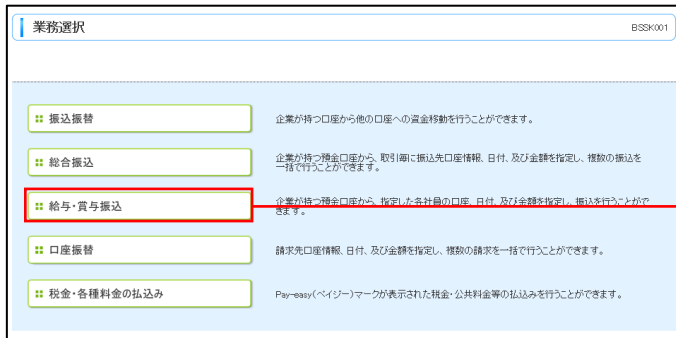 業務選択
BSSK001
振込振替
企業が持つ口座から他の口座への資金移動を行うことができます。
総合振込
企業が持つ預金口座から、取引毎に振込先口座情報、日付、及び金額を指定し、複数の振込を
一括で行うことができます。
給与・賞与振込
企業が持つ預金口座から、指定した各社員の口座、日付、及び金額を指定し、振込を行うことがで
きます。
口座振替
請求先口座情報、日付、及び金額を指定し、複数の請求を一括で行うことができます。
税金・各種料金の払込み
Pay-easy(ペイジー)マークが表示された税金・公共料金等の払込みを行うことができます。